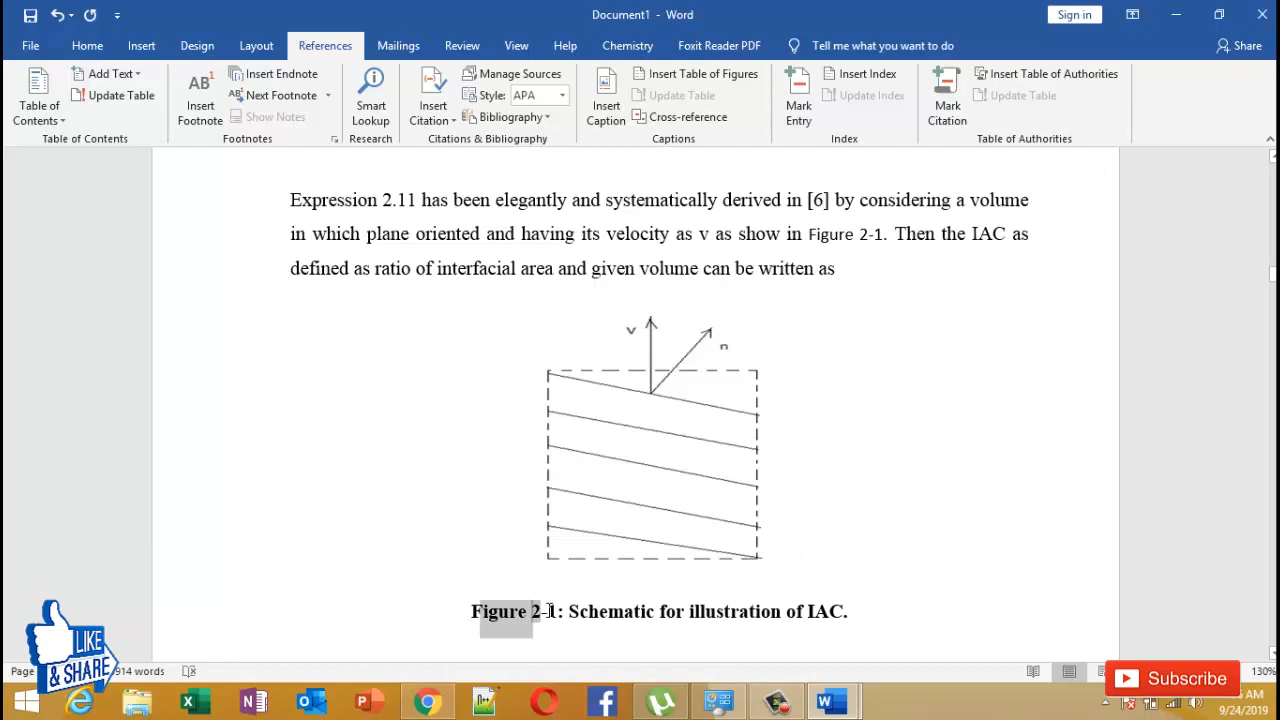 Document1 - Word
Sign in
File Home Insert Design Layout References Mailings Review View Help Chemistry Foxit Reader PDF Tell me what you want to do Share
Table of Contents
Add Text
Update Table
Table of Contents
AB1
Insert Footnote
Insert Endnote
Next Footnote
Show Notes
Footnotes
Smart Lookup
Research
Insert Citation
Manage Sources
Style: APA
Bibliography
Citations & Bibliography
Insert Caption
Insert Table of Figures
Update Table
Cross-reference
Captions
Mark Entry
Insert Index
Update Index
Index
Mark Citation
Insert Table of Authorities
Update Table
Table of Authorities
Expression 2.11 has been elegantly and systematically derived in [6] by considering a volume
in which plane oriented and having its velocity as v as show in Figure 2-1. Then the IAC as
defined as ratio of interfacial area and given volume can be written as
v
n
Figure 2-1: Schematic for illustration of IAC.
LIKE
& SHARE
Page
914 words
130%
Subscribe
9/24/2019